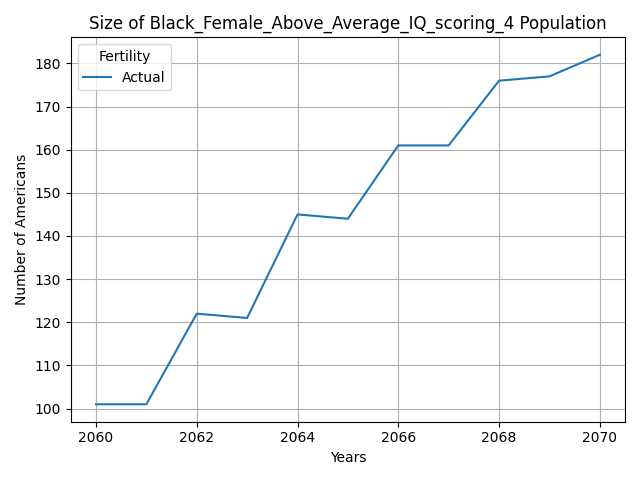 Size of Black_Female_Above_Average_IQ_scoring_4 Population
Fertility
Actual
Number of Americans
180
170
160
150
140
130
120
110
100
2060 2062 2064 2066 2068 2070
Years